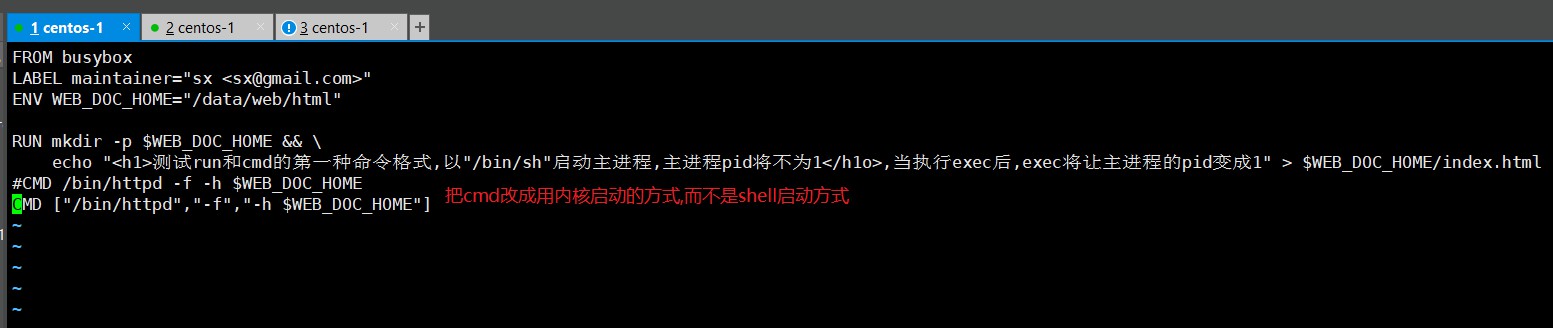 1 centos-1 × 2 centos-1 × 3 centos-1 × +
FROM busybox
LABEL maintainer="sx <sx@gmail.com>"
ENV WEB_DOC_HOME="/data/web/html"
RUN mkdir -p $WEB_DOC_HOME && \
    echo "<h1>测试run和cmd的第一种命令格式,以"/bin/sh"启动主进程,主进程pid将不为1</h1o>,当执行exec后,exec将让主进程的pid变成1" > $WEB_DOC_HOME/index.html
#CMD /bin/httpd -f -h $WEB_DOC_HOME
CMD ["/bin/httpd","-f","-h $WEB_DOC_HOME"]
把cmd改成用内核启动的方式,而不是shell启动方式
~
~
~
~
~